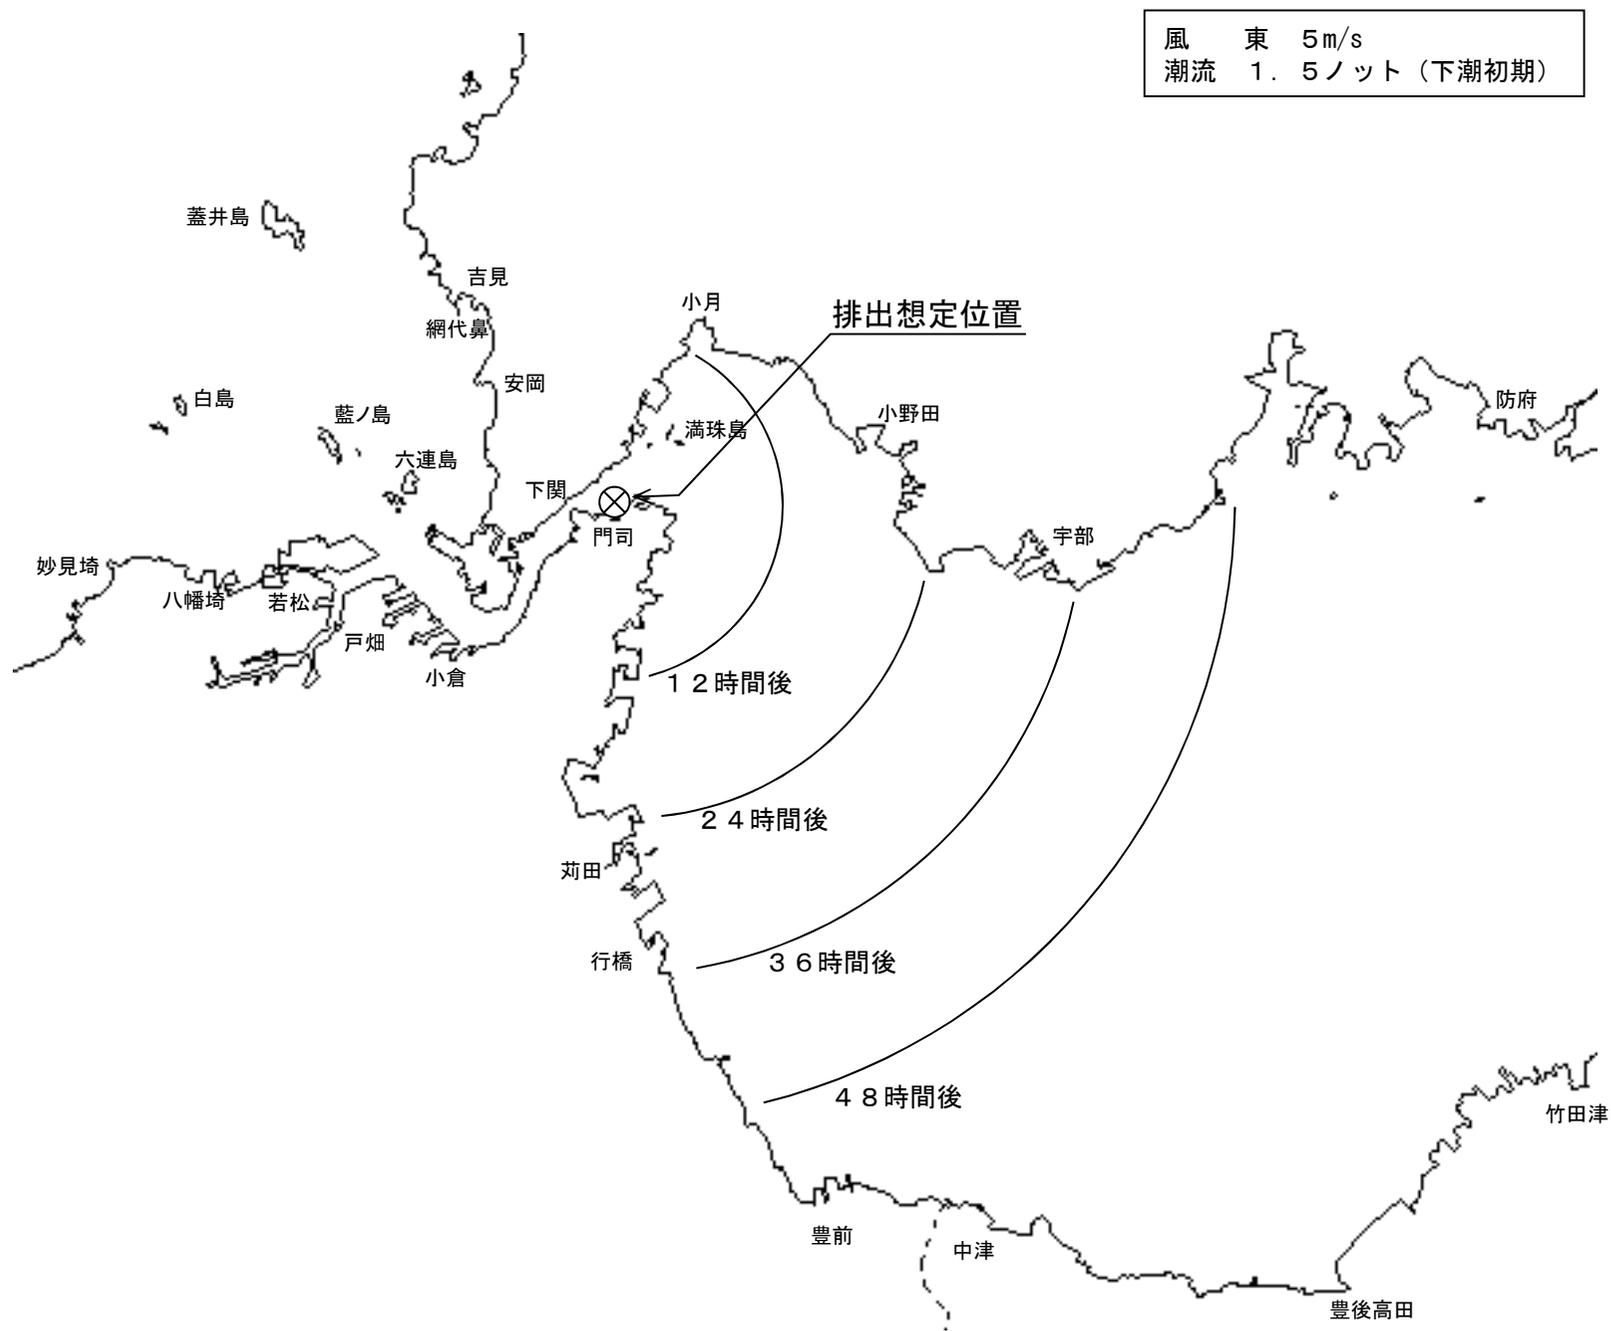 風　　東　５m/s
潮流　１．５ノット（下潮初期）
蓋井島
吉見
小月
排出想定位置
網代鼻
安岡
白島
藍ノ島
満珠島
小野田
防府
六連島
下関
門司
宇部
妙見埼
八幡埼
若松
戸畑
小倉
１２時間後
２４時間後
苅田
行橋
３６時間後
４８時間後
竹田津
豊前
中津
豊後高田